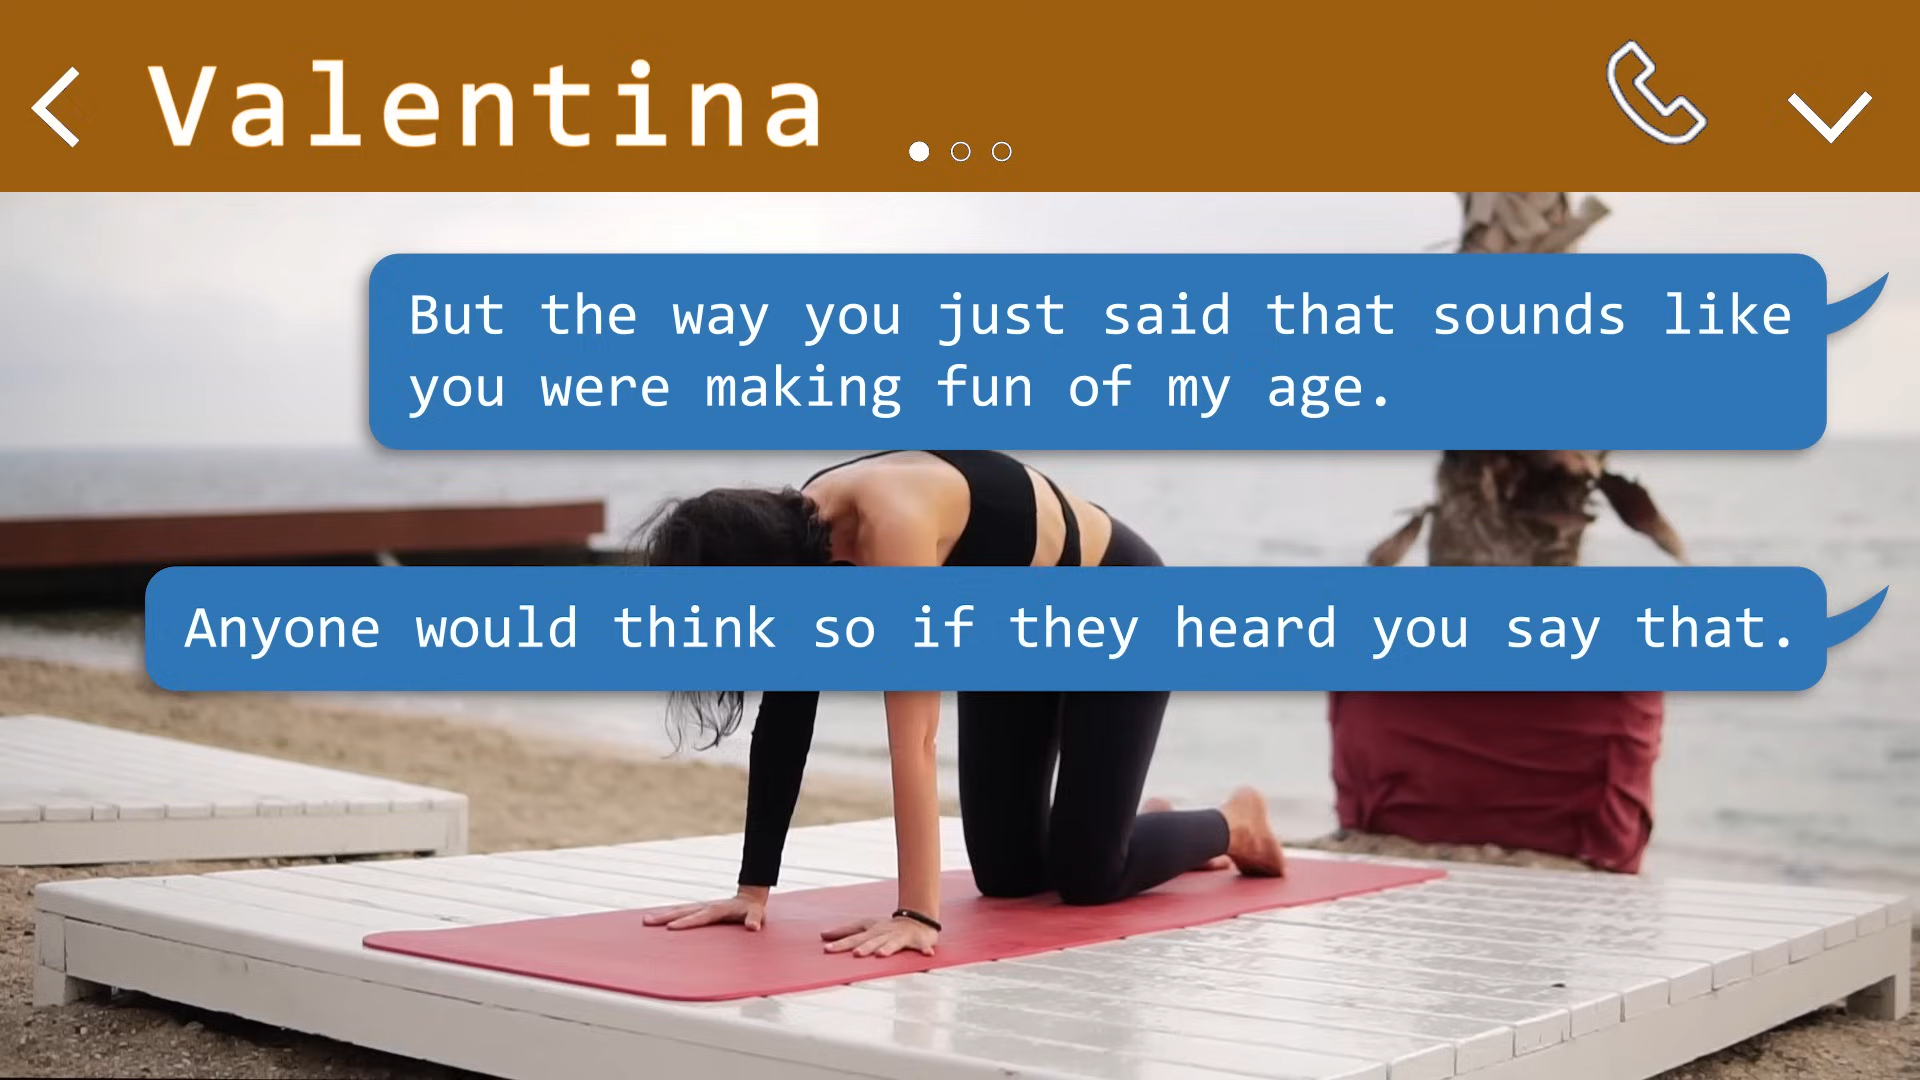 Valentina
But the way you just said that sounds like
you were making fun of my age.
Anyone would think so if they heard you say that.